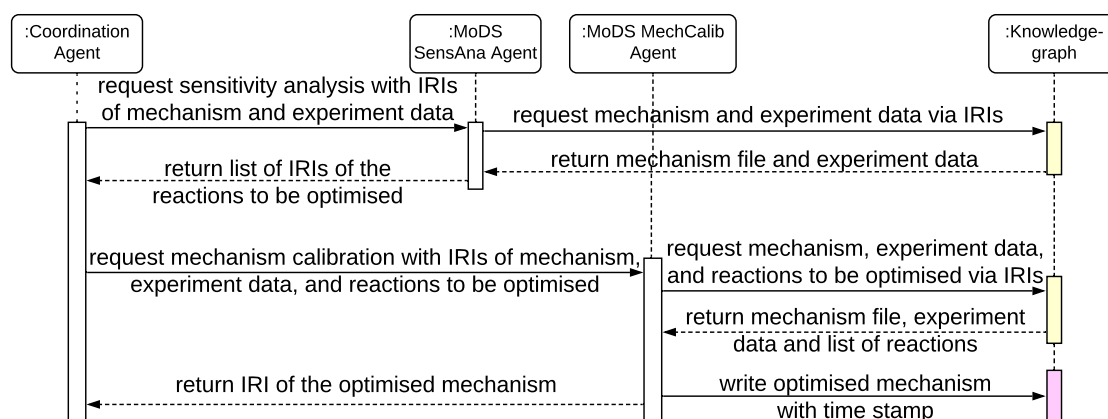 :Coordination
Agent
:MoDS
SensAna Agent
:MoDS MechCalib
Agent
:Knowledge-
graph
request sensitivity analysis with IRIs
of mechanism and experiment data
request mechanism and experiment data via IRIs
return mechanism file and experiment data
return list of IRIs of the
reactions to be optimised
request mechanism calibration with IRIs of mechanism,
experiment data, and reactions to be optimised
request mechanism, experiment data,
and reactions to be optimised via IRIs
return mechanism file, experiment
data and list of reactions
return IRI of the optimised mechanism
write optimised mechanism
with time stamp